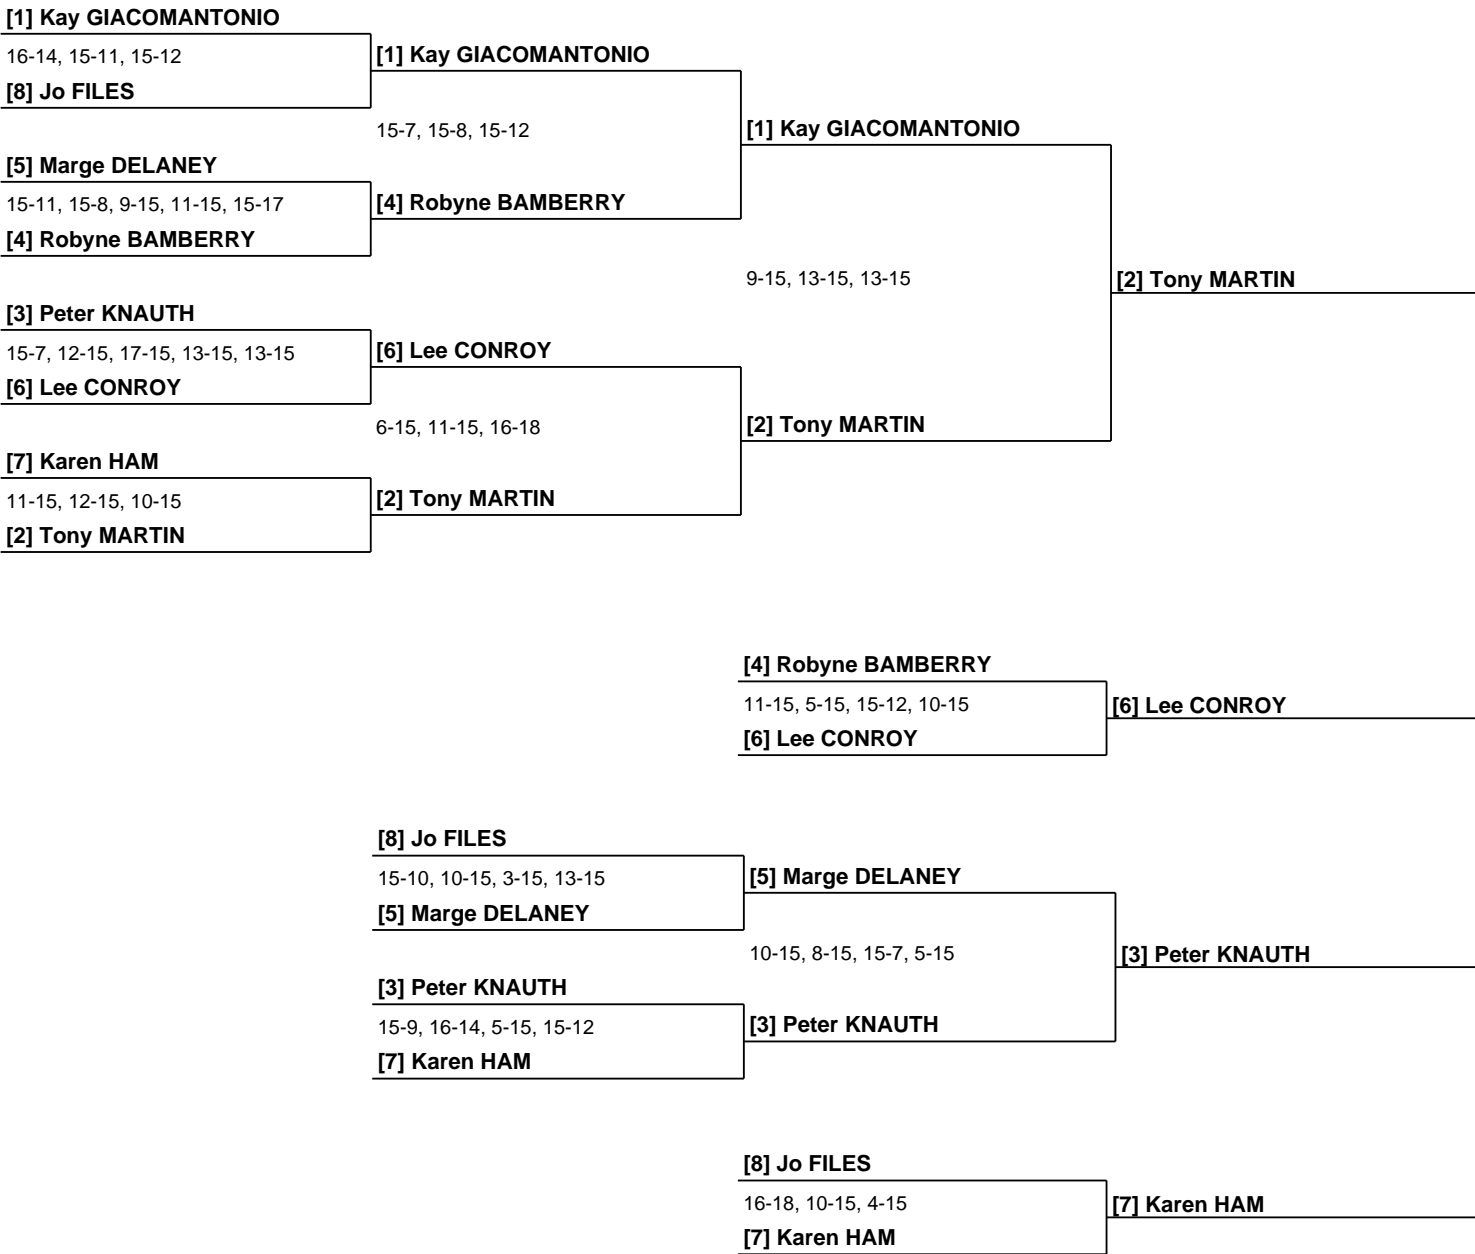 [1] Kay GIACOMANTONIO
16-14, 15-11, 15-12
[1] Kay GIACOMANTONIO
[8] Jo FILES
15-7, 15-8, 15-12
[1] Kay GIACOMANTONIO
[5] Marge DELANEY
15-11, 15-8, 9-15, 11-15, 15-17
[4] Robyne BAMBERRY
[4] Robyne BAMBERRY
9-15, 13-15, 13-15
[2] Tony MARTIN
[3] Peter KNAUTH
15-7, 12-15, 17-15, 13-15, 13-15
[6] Lee CONROY
[6] Lee CONROY
6-15, 11-15, 16-18
[2] Tony MARTIN
[7] Karen HAM
11-15, 12-15, 10-15
[2] Tony MARTIN
[2] Tony MARTIN
[4] Robyne BAMBERRY
11-15, 5-15, 15-12, 10-15
[6] Lee CONROY
[6] Lee CONROY
[8] Jo FILES
15-10, 10-15, 3-15, 13-15
[5] Marge DELANEY
[5] Marge DELANEY
10-15, 8-15, 15-7, 5-15
[3] Peter KNAUTH
[3] Peter KNAUTH
15-9, 16-14, 5-15, 15-12
[3] Peter KNAUTH
[7] Karen HAM
[8] Jo FILES
16-18, 10-15, 4-15
[7] Karen HAM
[7] Karen HAM